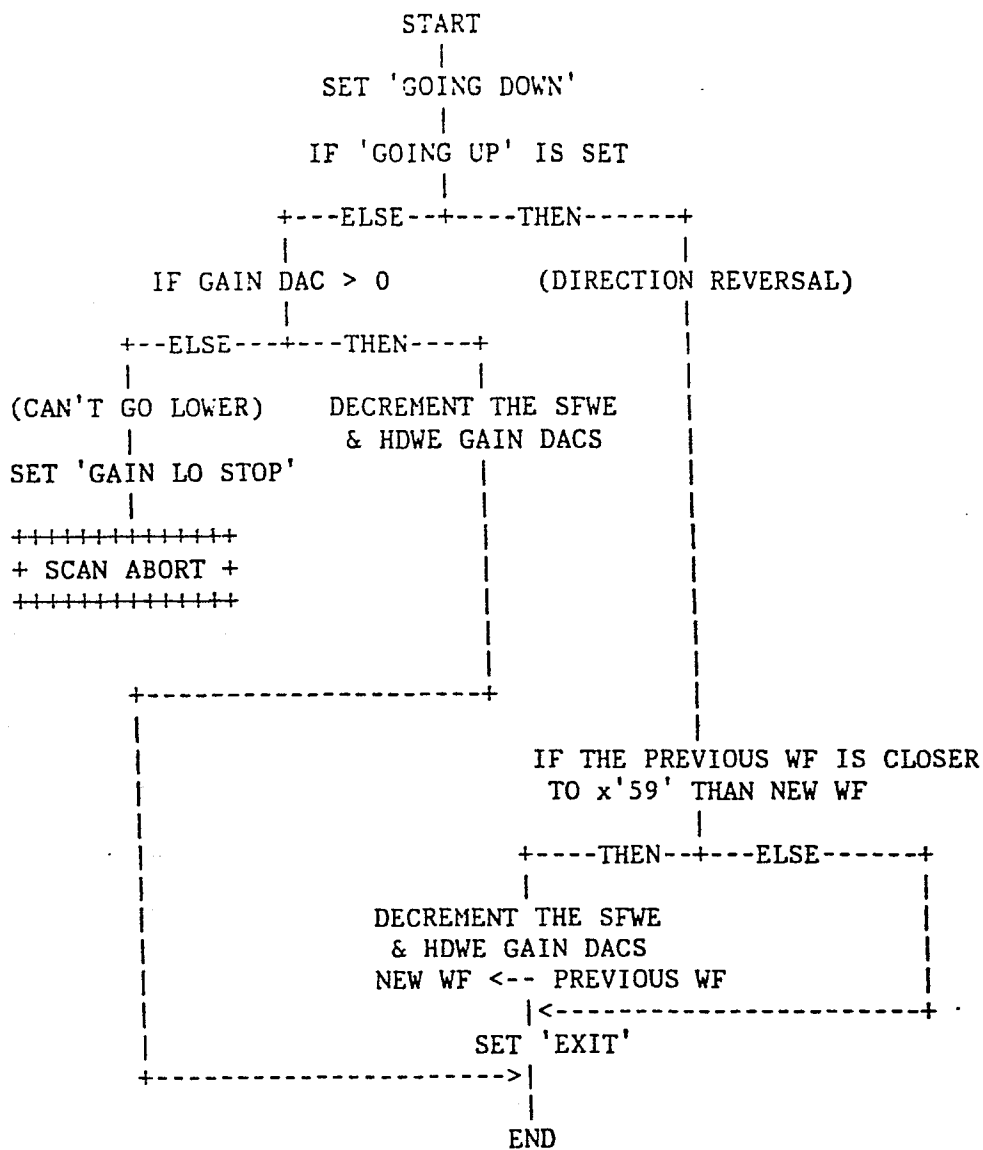 START
SET 'GOING DOWN'
IF 'GOING UP' IS SET
+---ELSE--+----THEN------+
IF GAIN DAC > 0 (DIRECTION REVERSAL)
+--ELSE---+---THEN----+
(CAN'T GO LOWER) DECREMENT THE SFWE
& HDWE GAIN DACS
SET 'GAIN LO STOP'
++++++++++++++
+ SCAN ABORT +
++++++++++++++
+----------------------+
IF THE PREVIOUS WF IS CLOSER
TO x'59' THAN NEW WF
+----THEN--+---ELSE------+
DECREMENT THE SFWE
& HDWE GAIN DACS
NEW WF <-- PREVIOUS WF
|<-----------------------+
SET 'EXIT'
+----------------------->|
END